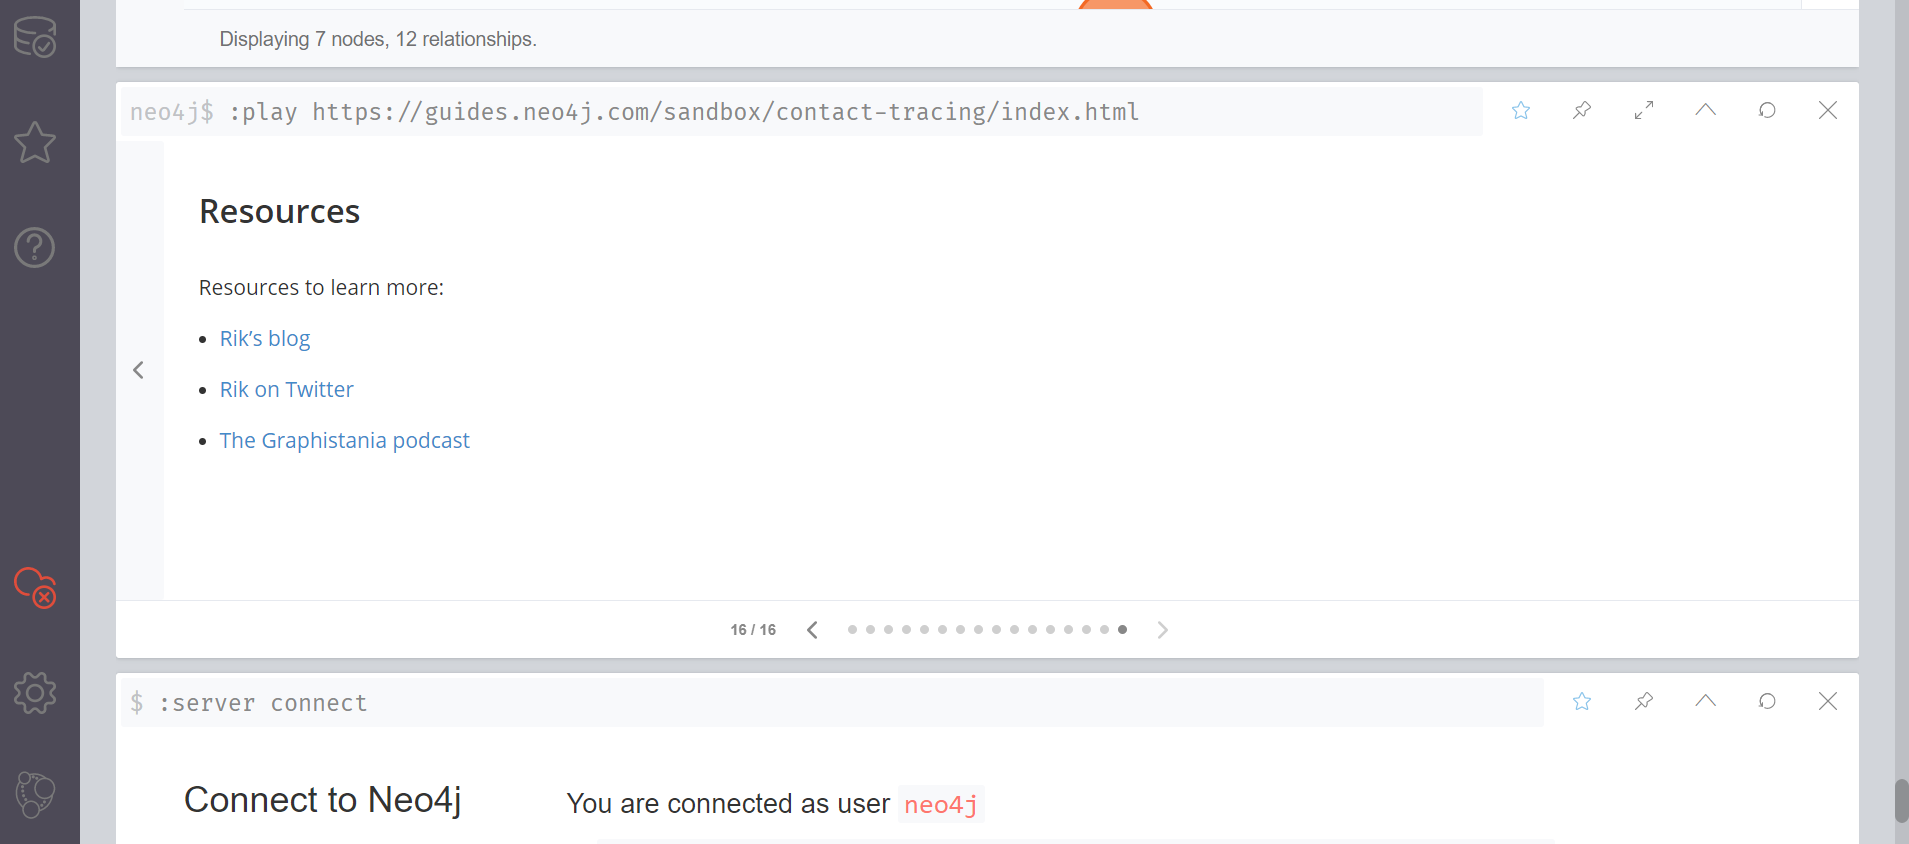 Displaying 7 nodes, 12 relationships.
neo4j$ :play https://guides.neo4j.com/sandbox/contact-tracing/index.html
Resources
Resources to learn more:
• Rik’s blog
• Rik on Twitter
• The Graphistania podcast
16 / 16
$ :server connect
Connect to Neo4j
You are connected as user neo4j